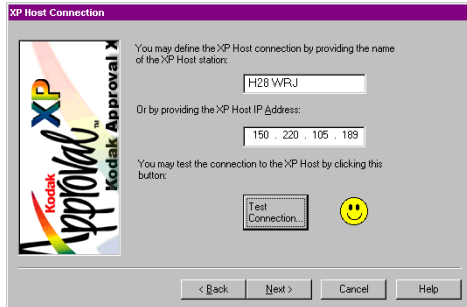 XP Host Connection
You may define the XP Host connection by providing the name
of the XP Host station:
H28 WRJ
Or by providing the XP Host IP Address:
150 . 220 . 105 . 189
You may test the connection to the XP Host by clicking this
button:
Test
Connection...
Kodak
Approval XP
™
Kodak Approval X
< Back
Next >
Cancel
Help